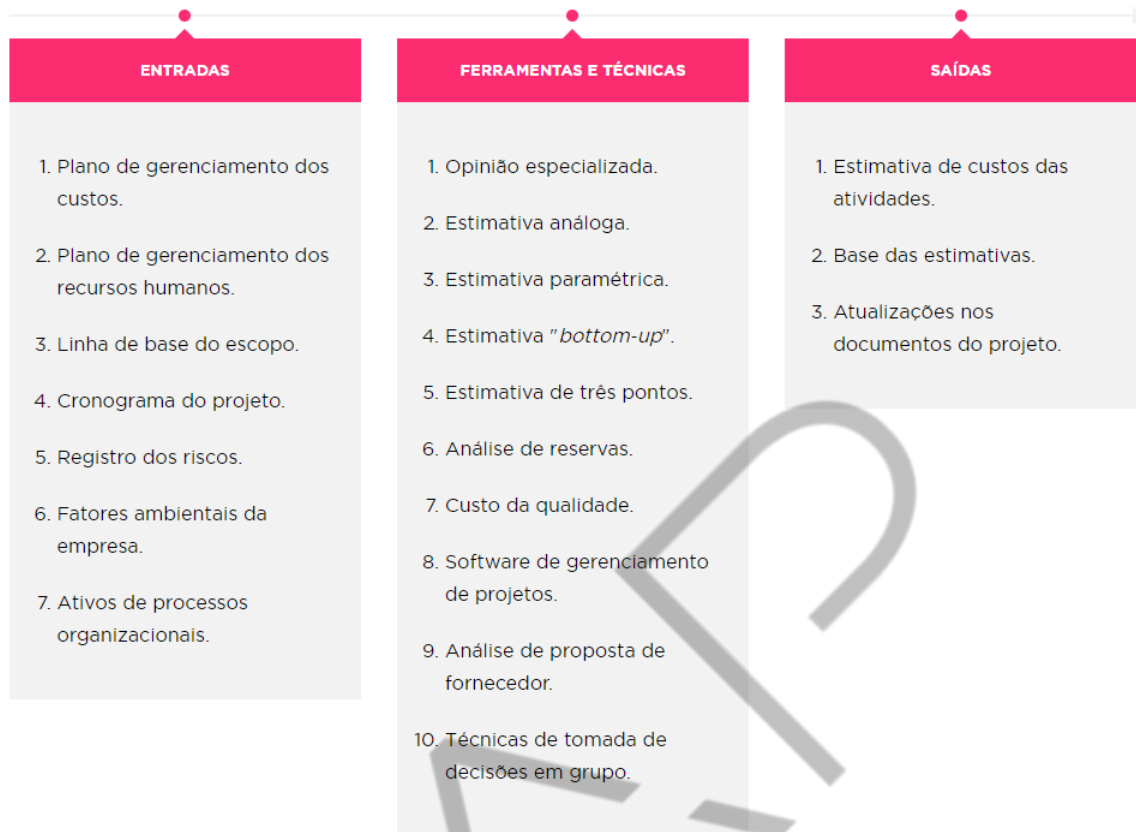 ENTRADAS
1. Plano de gerenciamento dos
custos.
2. Plano de gerenciamento dos
recursos humanos.
3. Linha de base do escopo.
4. Cronograma do projeto.
5. Registro dos riscos.
6. Fatores ambientais da
empresa.
7. Ativos de processos
organizacionais.
FERRAMENTAS E TÉCNICAS
1. Opinião especializada.
2. Estimativa análoga.
3. Estimativa paramétrica.
4. Estimativa "bottom-up".
5. Estimativa de três pontos.
6. Análise de reservas.
7. Custo da qualidade.
8. Software de gerenciamento
de projetos.
9. Análise de proposta de
fornecedor.
10. Técnicas de tomada de
decisões em grupo.
SAÍDAS
1. Estimativa de custos das
atividades.
2. Base das estimativas.
3. Atualizações nos
documentos do projeto.